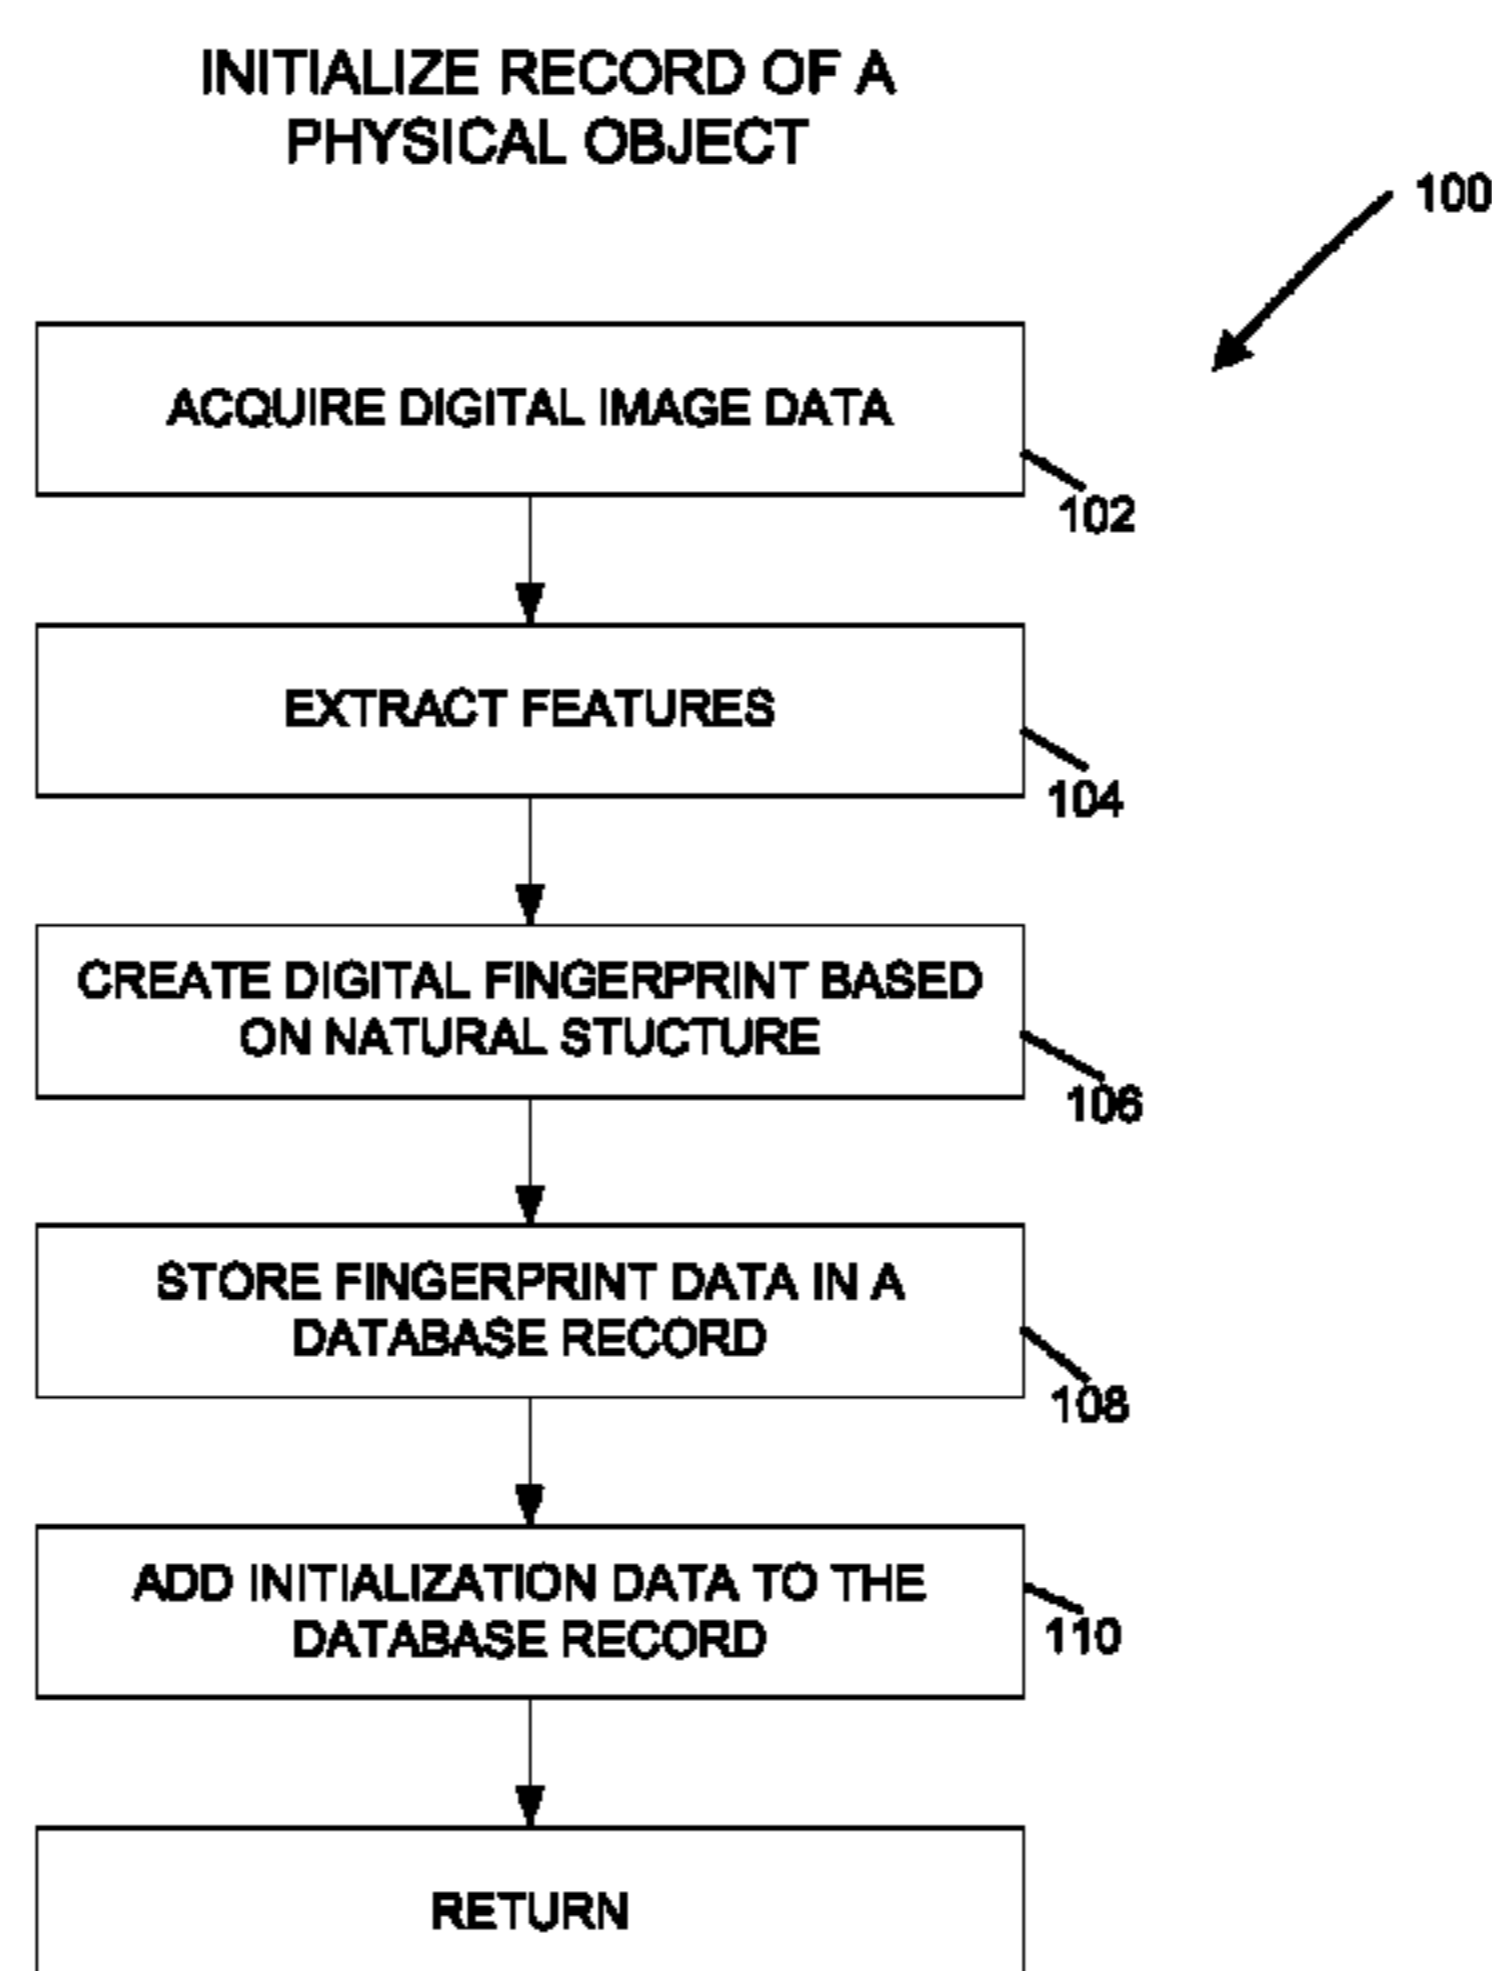 INITIALIZE RECORD OF A
PHYSICAL OBJECT
100
ACQUIRE DIGITAL IMAGE DATA
102
EXTRACT FEATURES
104
CREATE DIGITAL FINGERPRINT BASED
ON NATURAL STUCTURE
106
STORE FINGERPRINT DATA IN A
DATABASE RECORD
108
ADD INITIALIZATION DATA TO THE
DATABASE RECORD
110
RETURN